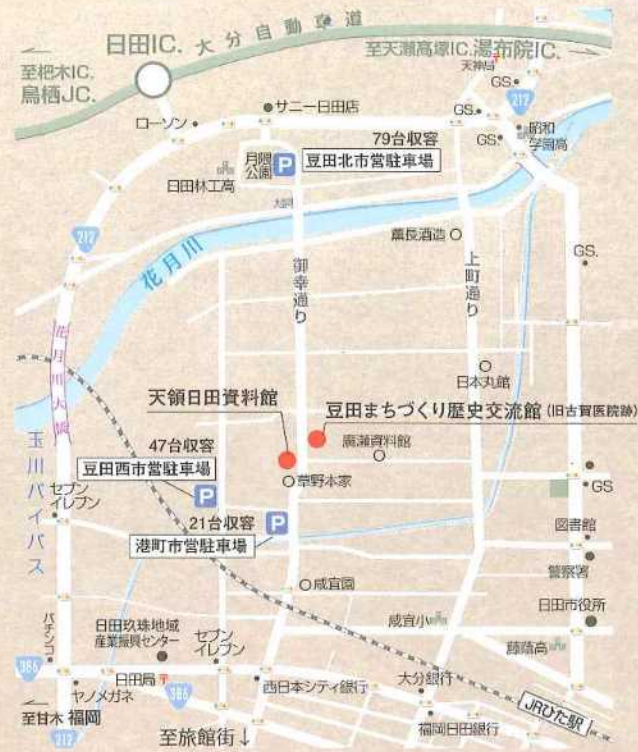 大分自動車道
日田IC.
至天瀬高塚IC. 湯布院IC.
至杷木IC.
鳥栖JC.
天神局
GS.
212
サニー日田店
ローソン
GS.
GS.
昭和
学園高
79台収容
月隈
公園
P
豆田北市営駐車場
日田林工高
212
花月川
薫長酒造
御幸通り
上町通り
GS.
花月川大橋
日本丸館
天領日田資料館
豆田まちづくり歴史交流館 (旧古賀医院跡)
47台収容
豆田西市営駐車場
廣瀬資料館
草野本家
P
玉川バイパス
セブン
イレブン
GS
21台収容
P
港町市営駐車場
図書館
警察署
咸宜園
日田市役所
咸宜小
パチンコ
日田玖珠地域
産業振興センター
セブン
イレブン
藤蔭高
386
日田局
ヤノメガネ
386
西日本シティ銀行
大分銀行
JRひた駅
至甘木 福岡
212
福岡日田銀行
至旅館街↓